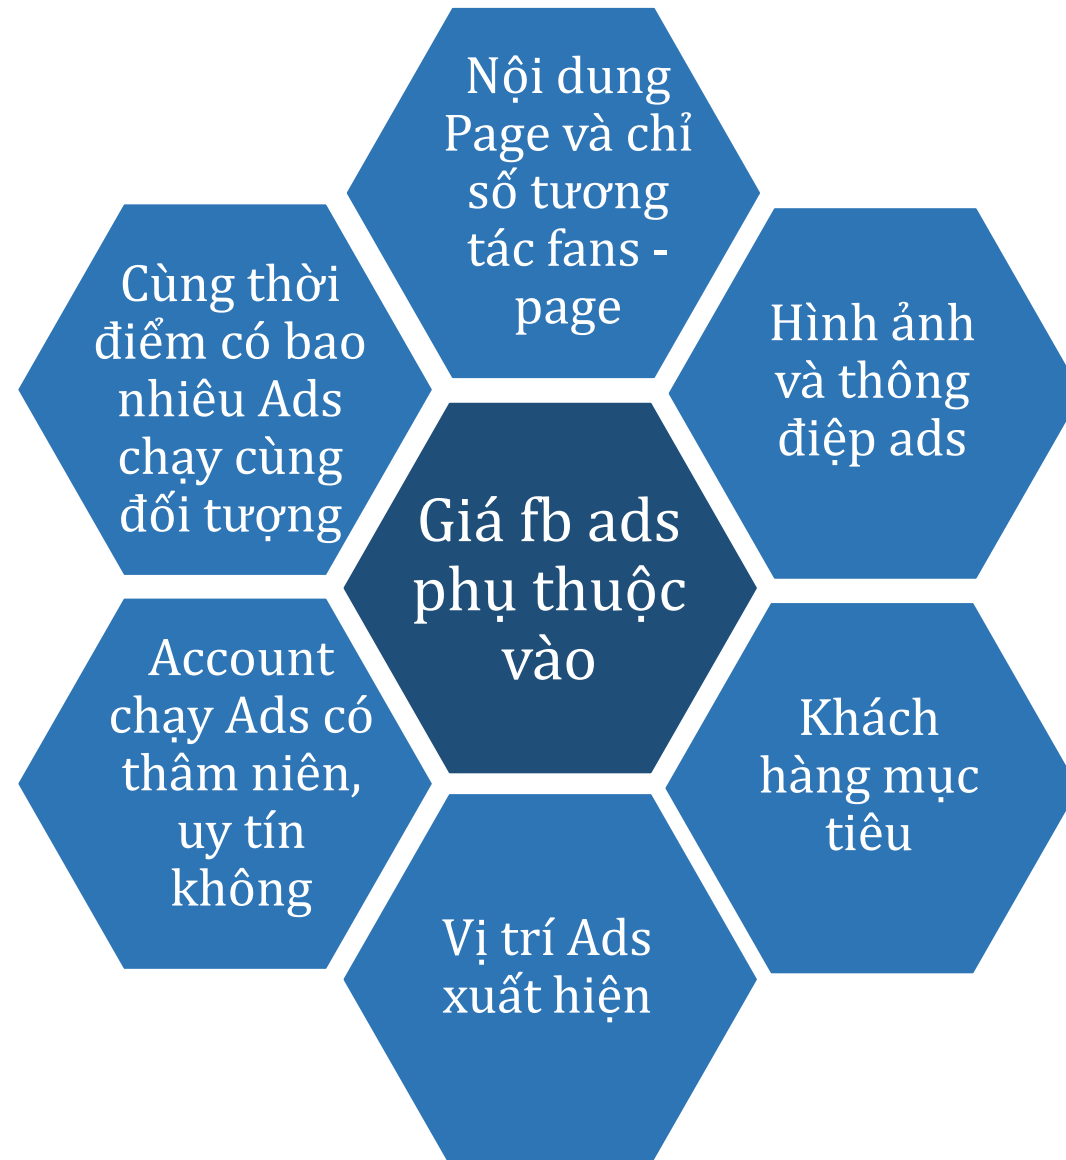 Nội dung
Page và chỉ
số tương
tác fans -
page
Hình ảnh
và thông
điệp ads
Khách
hàng mục
tiêu
Vị trí Ads
xuất hiện
Account
chạy Ads có
thâm niên,
uy tín
không
Cùng thời
điểm có bao
nhiêu Ads
chạy cùng
đối tượng
Giá fb ads
phụ thuộc
vào